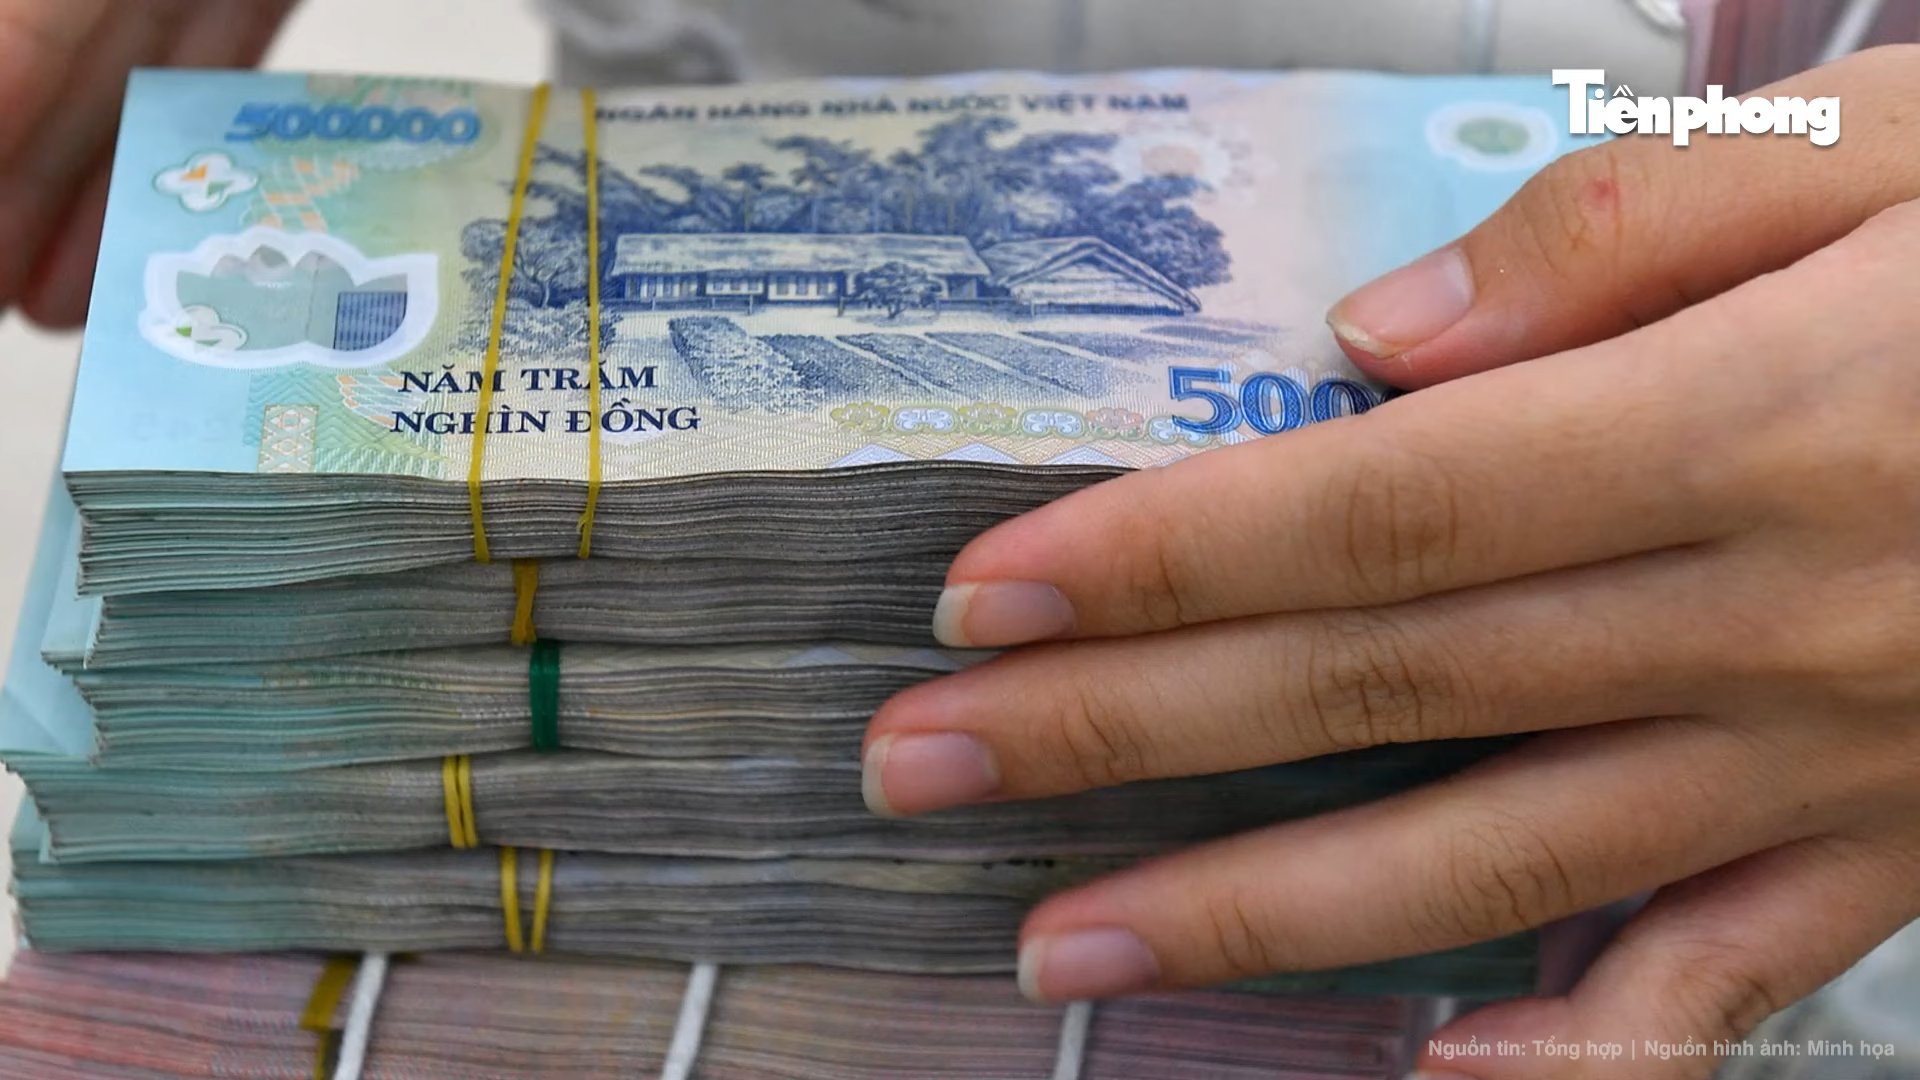 Tiềnphong
500000
NGÂN HÀNG NHÀ NƯỚC VIỆT NAM
NĂM TRĂM
NGHÌN ĐỒNG
500
Nguồn tin: Tổng hợp | Nguồn hình ảnh: Minh họa